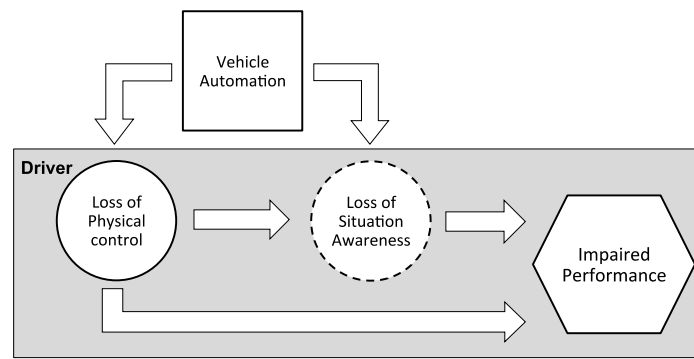 Vehicle
Automation
Driver
Loss of
Physical
control
Loss of
Situation
Awareness
Impaired
Performance